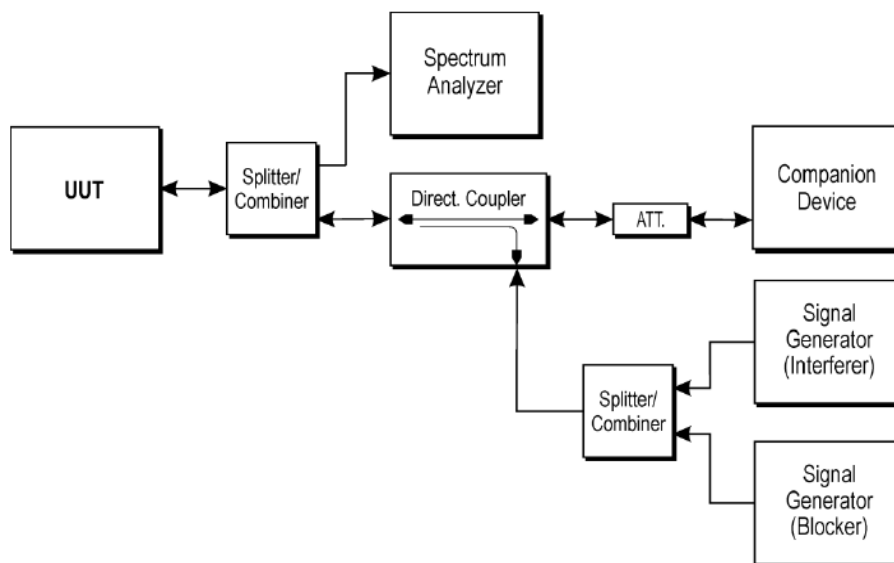 Spectrum
Analyzer
UUT
Splitter/
Combiner
Direct. Coupler
ATT.
Companion
Device
Signal
Generator
(Interferer)
Splitter/
Combiner
Signal
Generator
(Blocker)